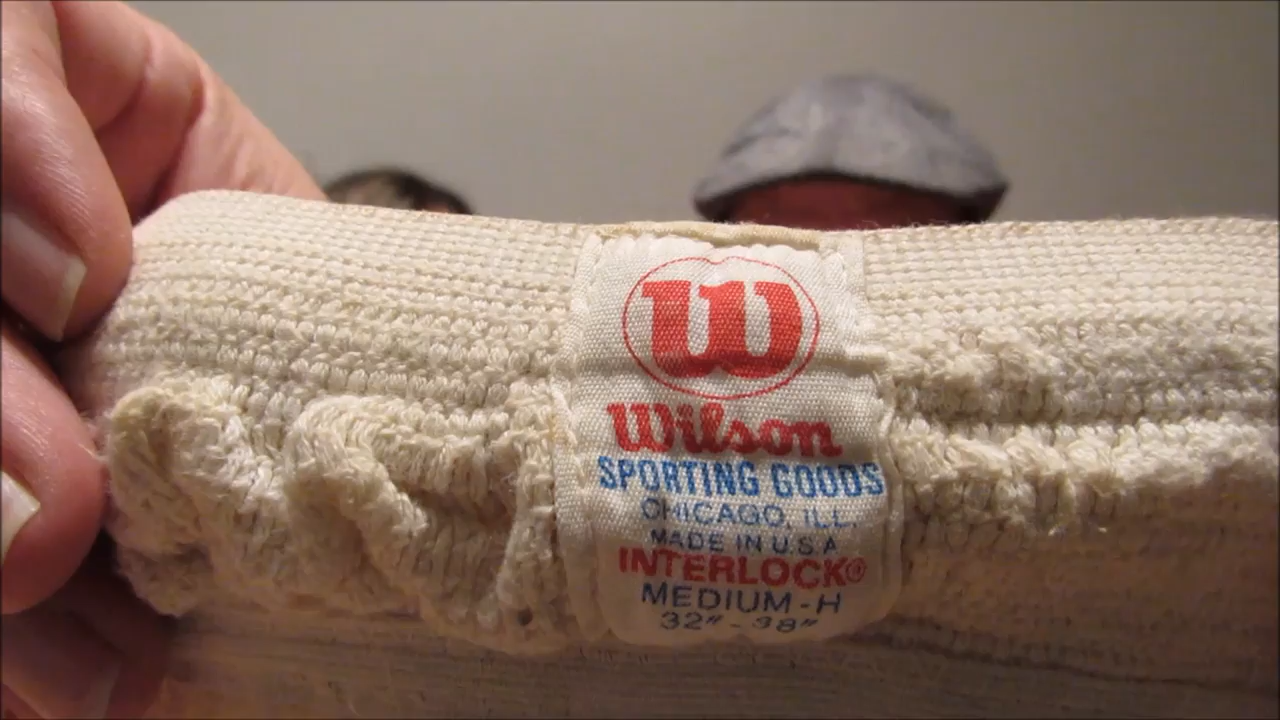 W
Wilson
SPORTING GOODS
CHICAGO, ILL.
MADE IN U.S.A
INTERLOCK®
MEDIUM-H
32"-38"